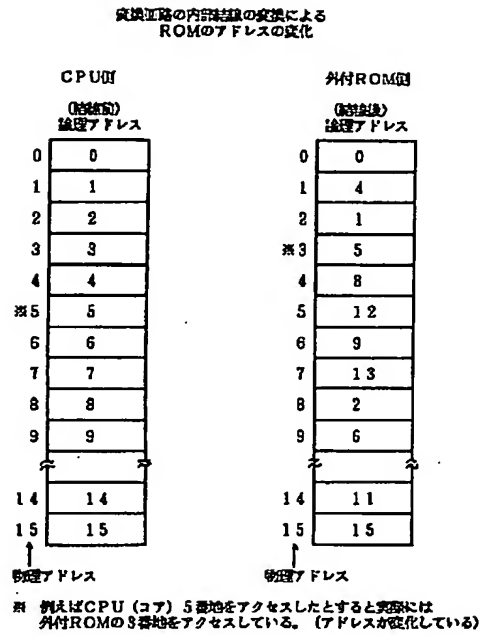 変換回路の内部結線の変換による
ROMのアドレスの変化
CPU側
外付ROM側
(結線前)
論理アドレス
(結線後)
論理アドレス
0 0
1 1
2 2
3 3
4 4
※5 5
6 6
7 7
8 8
9 9
14 14
15 15
0 0
1 4
2 1
※3 5
4 8
5 12
6 9
7 13
8 2
9 6
14 11
15 15
物理アドレス
物理アドレス
※ 例えばCPU(コア)5番地をアクセスしたとすると実際には
外付ROMの3番地をアクセスしている。(アドレスが変化している)